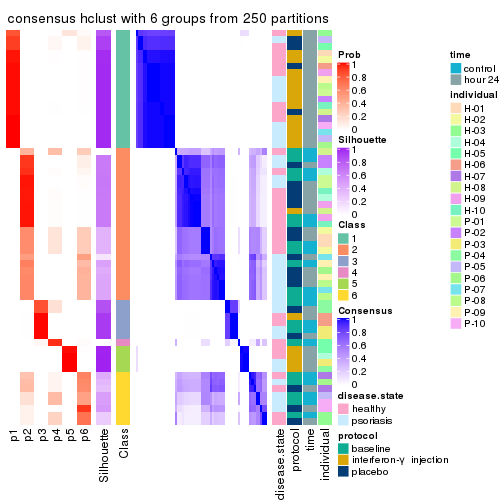 consensus hclust with 6 groups from 250 partitions
p1
p2
p3
p4
p5
p6
Silhouette
Class
disease.state
protocol
time
individual
Prob
1
0.8
0.6
0.4
0.2
0
Silhouette
1
0.8
0.6
0.4
0.2
0
Class
1
2
3
4
5
6
Consensus
1
0.8
0.6
0.4
0.2
0
disease.state
healthy
psoriasis
protocol
baseline
interferon-γ injection
placebo
time
control
hour 24
individual
H-01
H-02
H-03
H-04
H-05
H-06
H-07
H-08
H-09
H-10
P-01
P-02
P-03
P-04
P-05
P-06
P-07
P-08
P-09
P-10